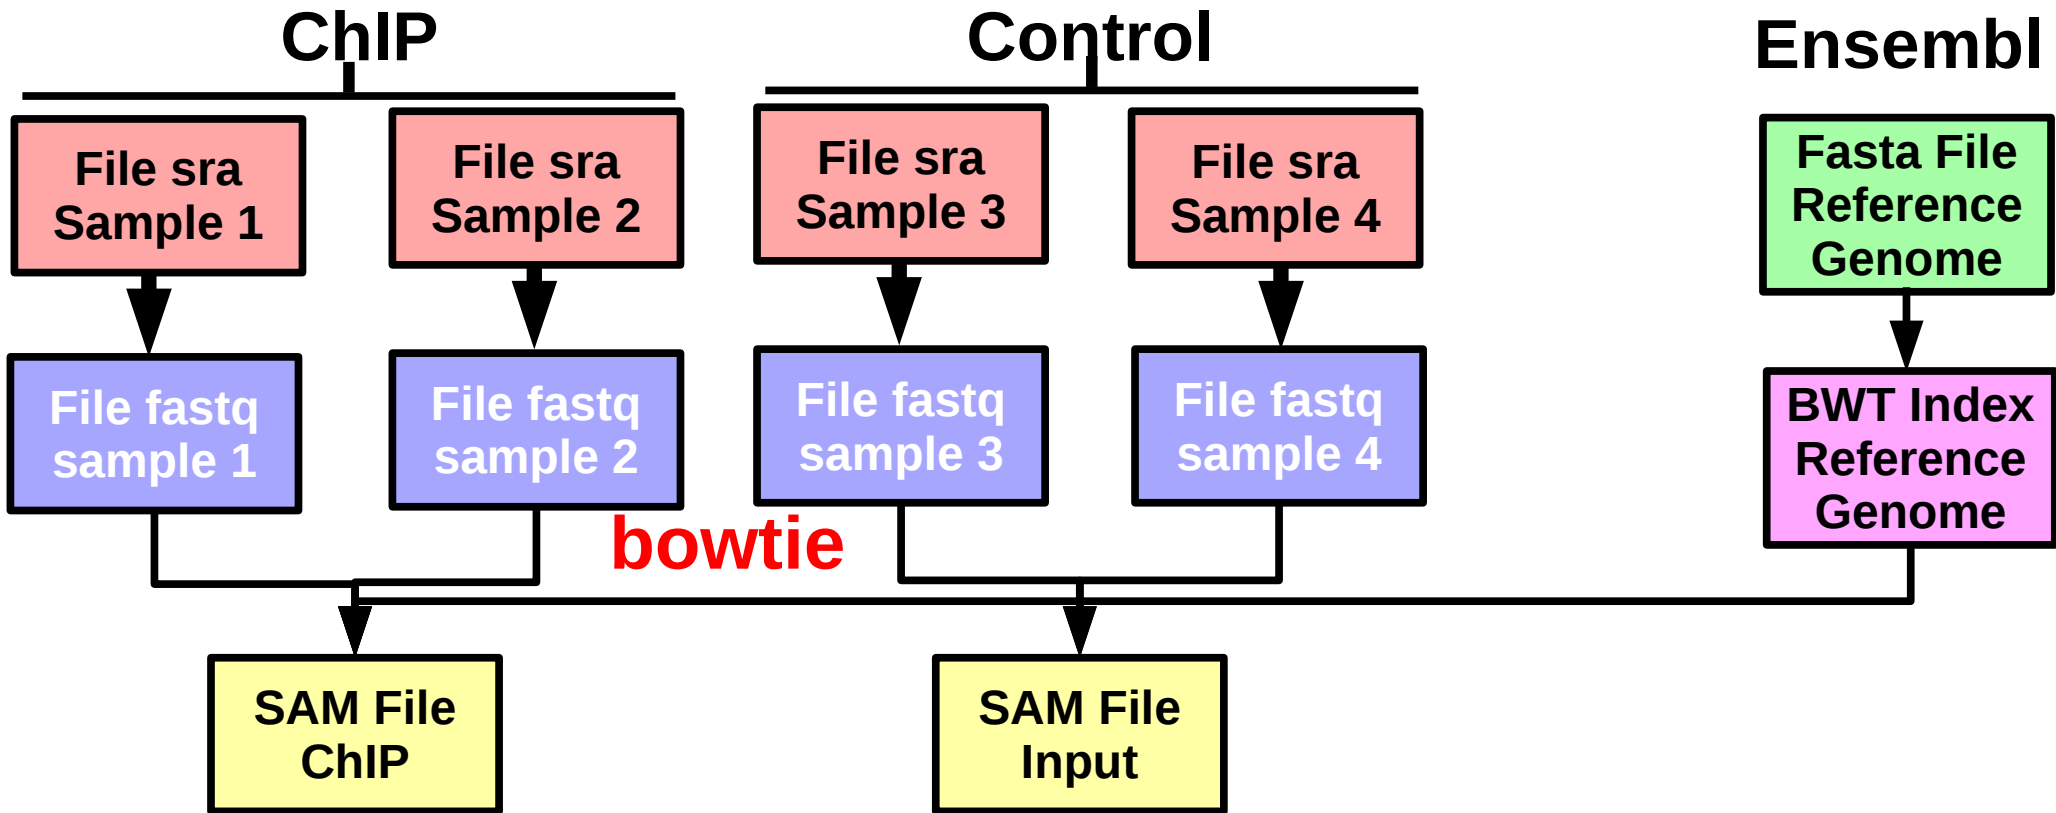 ChIP
Control
Ensembl
File sra
Sample 1
File sra
Sample 2
File sra
Sample 3
File sra
Sample 4
Fasta File
Reference
Genome
File fastq
sample 1
File fastq
sample 2
File fastq
sample 3
File fastq
sample 4
BWT Index
Reference
Genome
bowtie
SAM File
ChIP
SAM File
Input